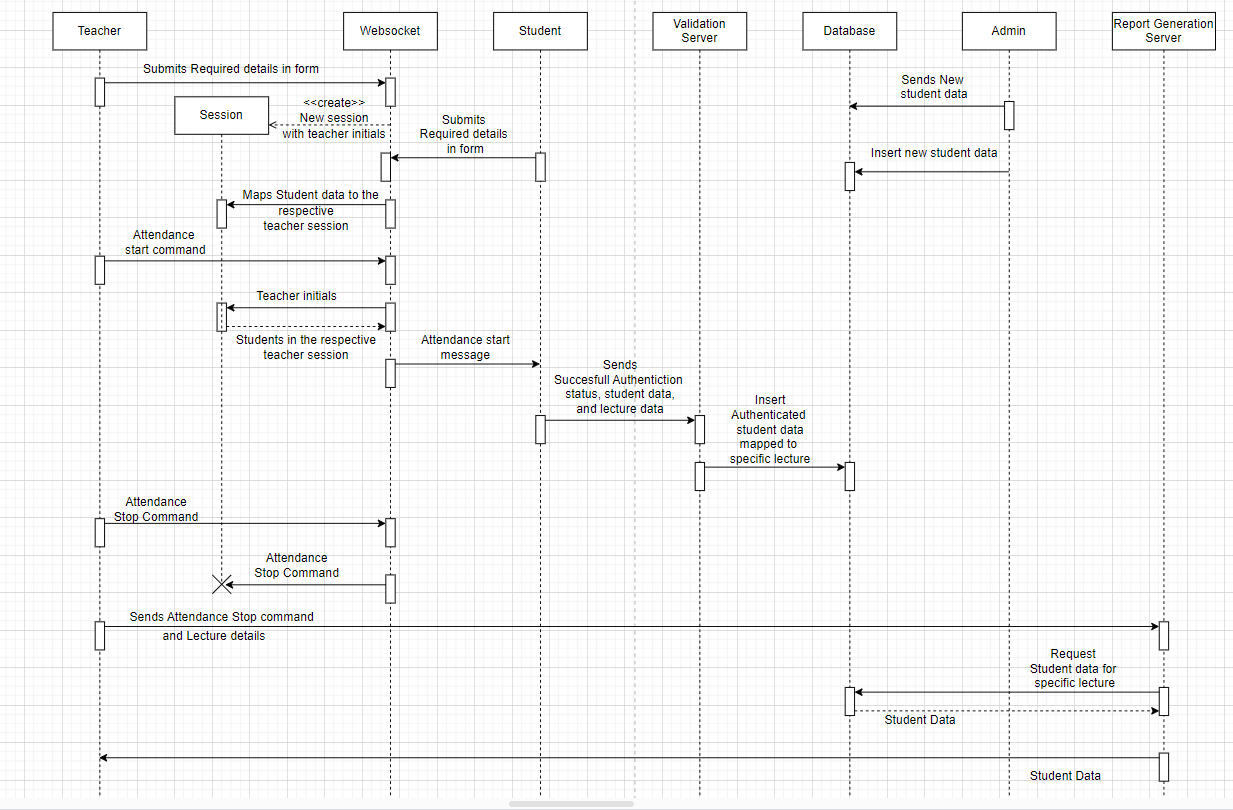 Teacher
Websocket
Student
Validation
Server
Database
Admin
Report Generation
Server
Submits Required details in form
Sends New
student data
Session
<<create>>
New session
with teacher initials
Submits
Required details
in form
Insert new student data
Maps Student data to the
respective
teacher session
Attendance
start command
Teacher initials
Students in the respective
teacher session
Attendance start
message
Sends
Succesfull Authentiction
status, student data,
and lecture data
Insert
Authenticated
student data
mapped to
specific lecture
Attendance
Stop Command
Attendance
Stop Command
Sends Attendance Stop command
and Lecture details
Request
Student data for
specific lecture
Student Data
Student Data